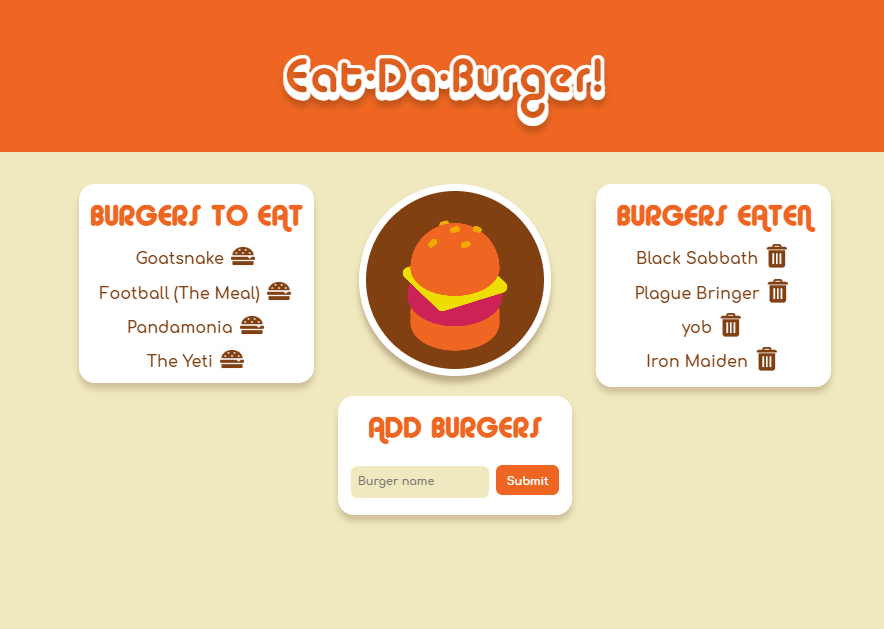 Eat·Da·Burger!
BURGERS TO EAT
Goatsnake
Football (The Meal)
Pandamonia
The Yeti
ADD BURGERS
Burger name
Submit
BURGERS EATEN
Black Sabbath
Plague Bringer
yob
Iron Maiden